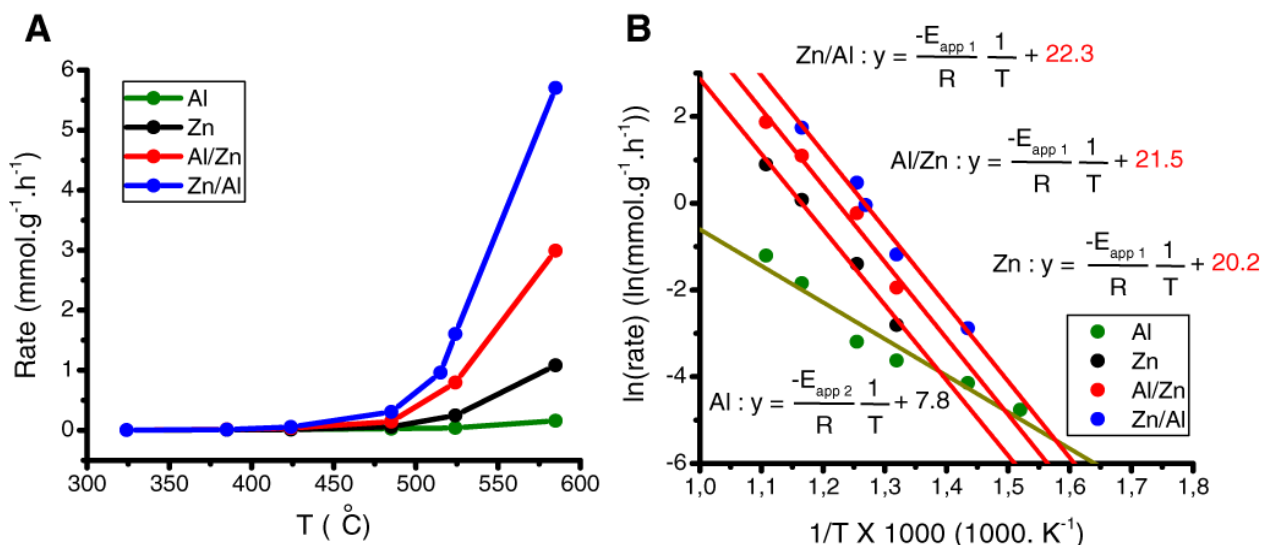 A
Rate (mmol.g⁻¹.h⁻¹)
6
5
4
3
2
1
0
Al
Zn
Al/Zn
Zn/Al
300 350 400 450 500 550 600
T ( °C)
B
ln(rate) (ln(mmol.g⁻¹.h⁻¹))
2
0
-2
-4
-6
Zn/Al : y = -E_app 1/R 1/T + 22.3
Al/Zn : y = -E_app 1/R 1/T + 21.5
Zn : y = -E_app 1/R 1/T + 20.2
Al : y = -E_app 2/R 1/T + 7.8
Al
Zn
Al/Zn
Zn/Al
1,0 1,1 1,2 1,3 1,4 1,5 1,6 1,7 1,8
1/T X 1000 (1000. K⁻¹)